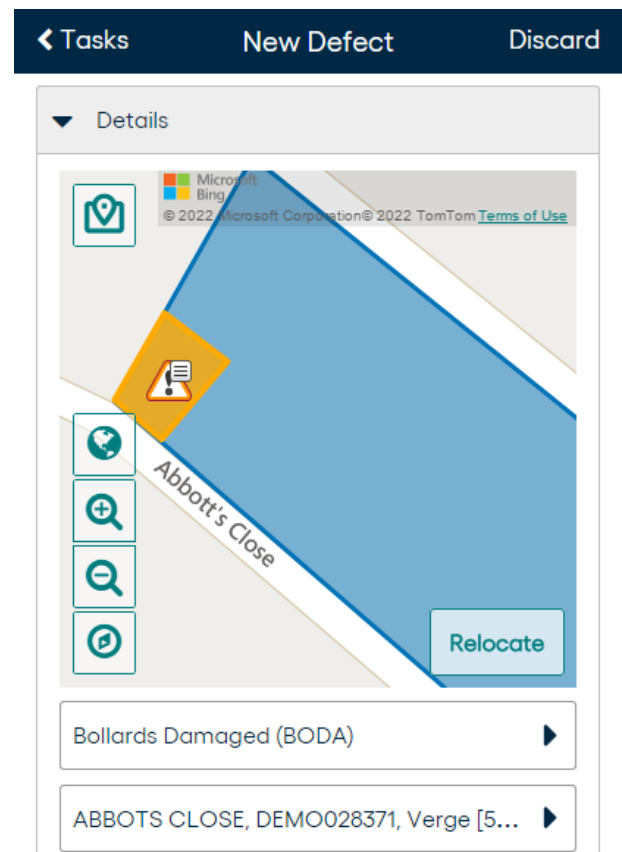 Tasks New Defect Discard
Details
Microsoft
Bing
© 2022 Microsoft Corporation© 2022 TomTom Terms of Use
Abbott's Close
Relocate
Bollards Damaged (BODA)
ABBOTS CLOSE, DEMO028371, Verge [5...